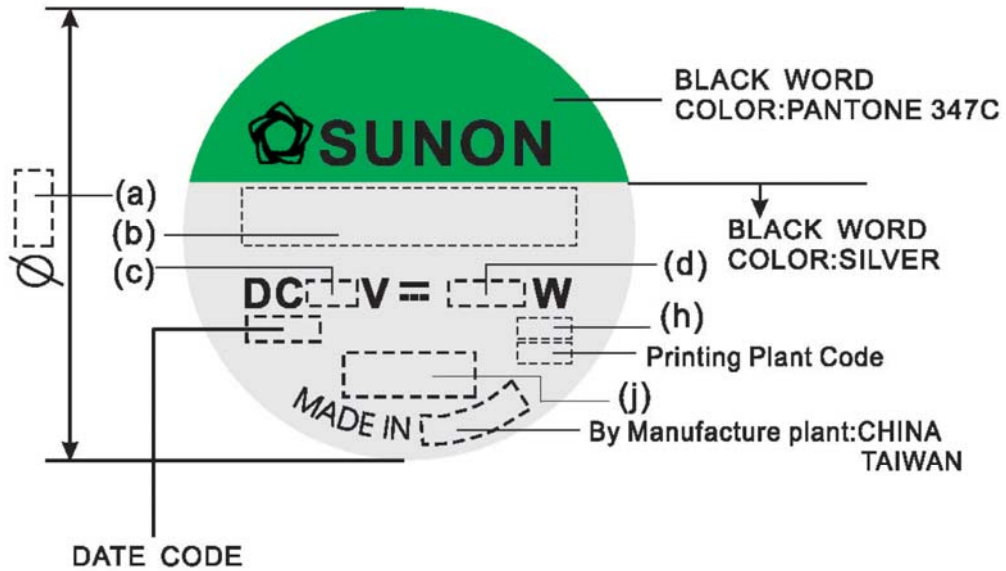 BLACK WORD
COLOR:PANTONE 347C
SUNON
(a)
(b)
BLACK WORD
COLOR:SILVER
Ø
(c)
(d)
DC V W
(h)
Printing Plant Code
(j)
MADE IN
By Manufacture plant:CHINA
TAIWAN
DATE CODE